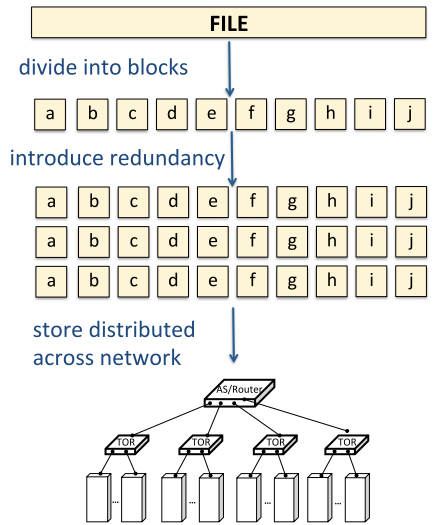 FILE
divide into blocks
a b c d e f g h i j
introduce redundancy
a b c d e f g h i j
a b c d e f g h i j
a b c d e f g h i j
store distributed
across network
AS/Router
TOR TOR TOR TOR
... ... ... ...